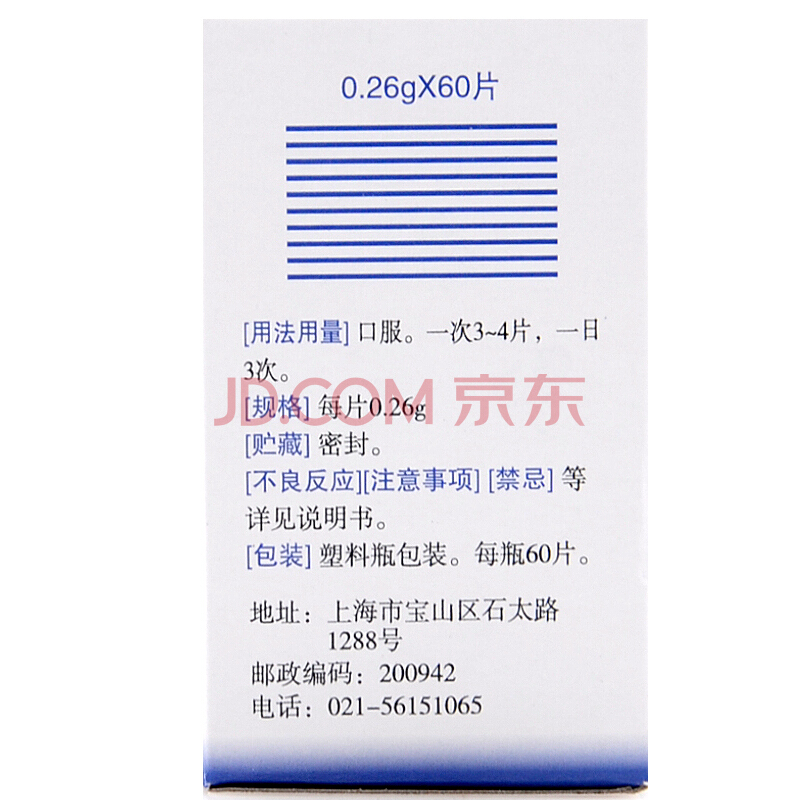 0.26gX60片
[用法用量] 口服。一次3~4片，一日
3次。
JD.COM 京东
[规格] 每片0.26g
[贮藏] 密封。
[不良反应][注意事项] [禁忌] 等
详见说明书。
[包装] 塑料瓶包装。每瓶60片。
地址：上海市宝山区石太路
1288号
邮政编码：200942
电话：021-56151065